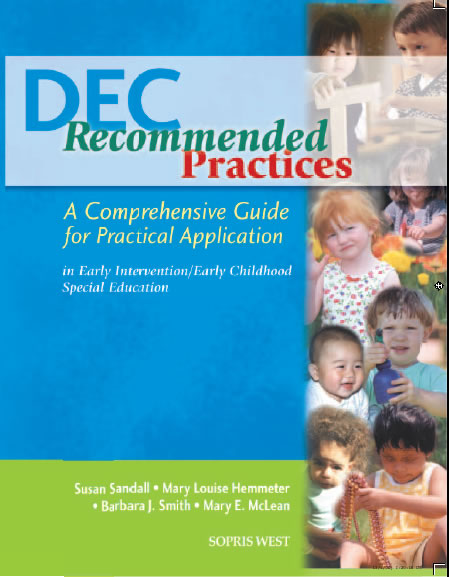 DEC
Recommended
Practices
A Comprehensive Guide
for Practical Application
in Early Intervention/Early Childhood
Special Education
Susan Sandall • Mary Louise Hemmeter
• Barbara J. Smith • Mary E. McLean
SOPRIS WEST